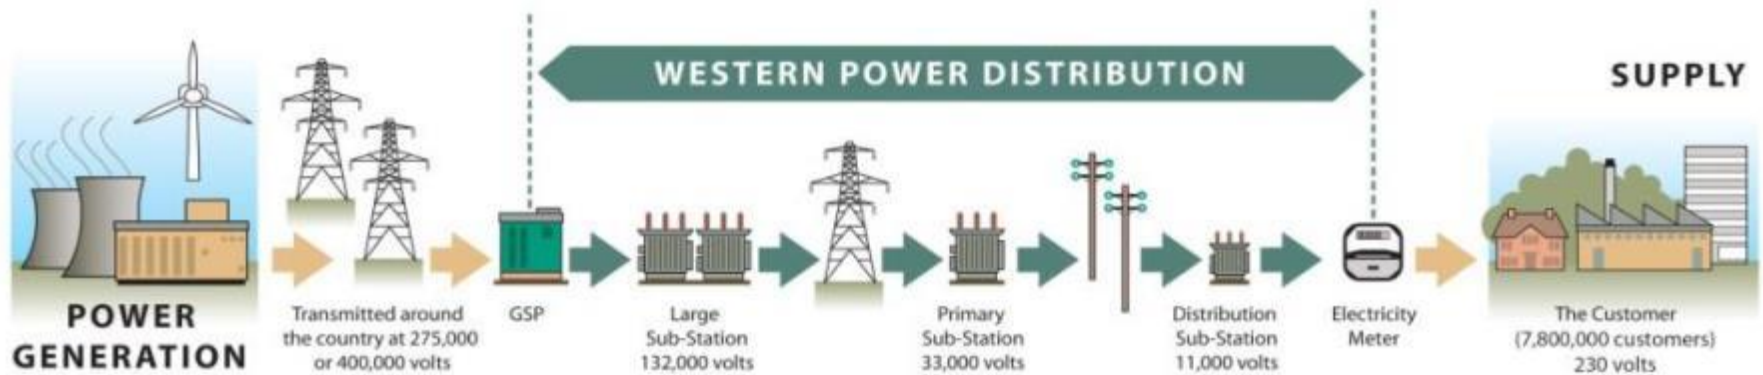 WESTERN POWER DISTRIBUTION
SUPPLY
POWER
GENERATION
Transmitted around
the country at 275,000
or 400,000 volts
GSP
Large
Sub-Station
132,000 volts
Primary
Sub-Station
33,000 volts
Distribution
Sub-Station
11,000 volts
Electricity
Meter
The Customer
(7,800,000 customers)
230 volts